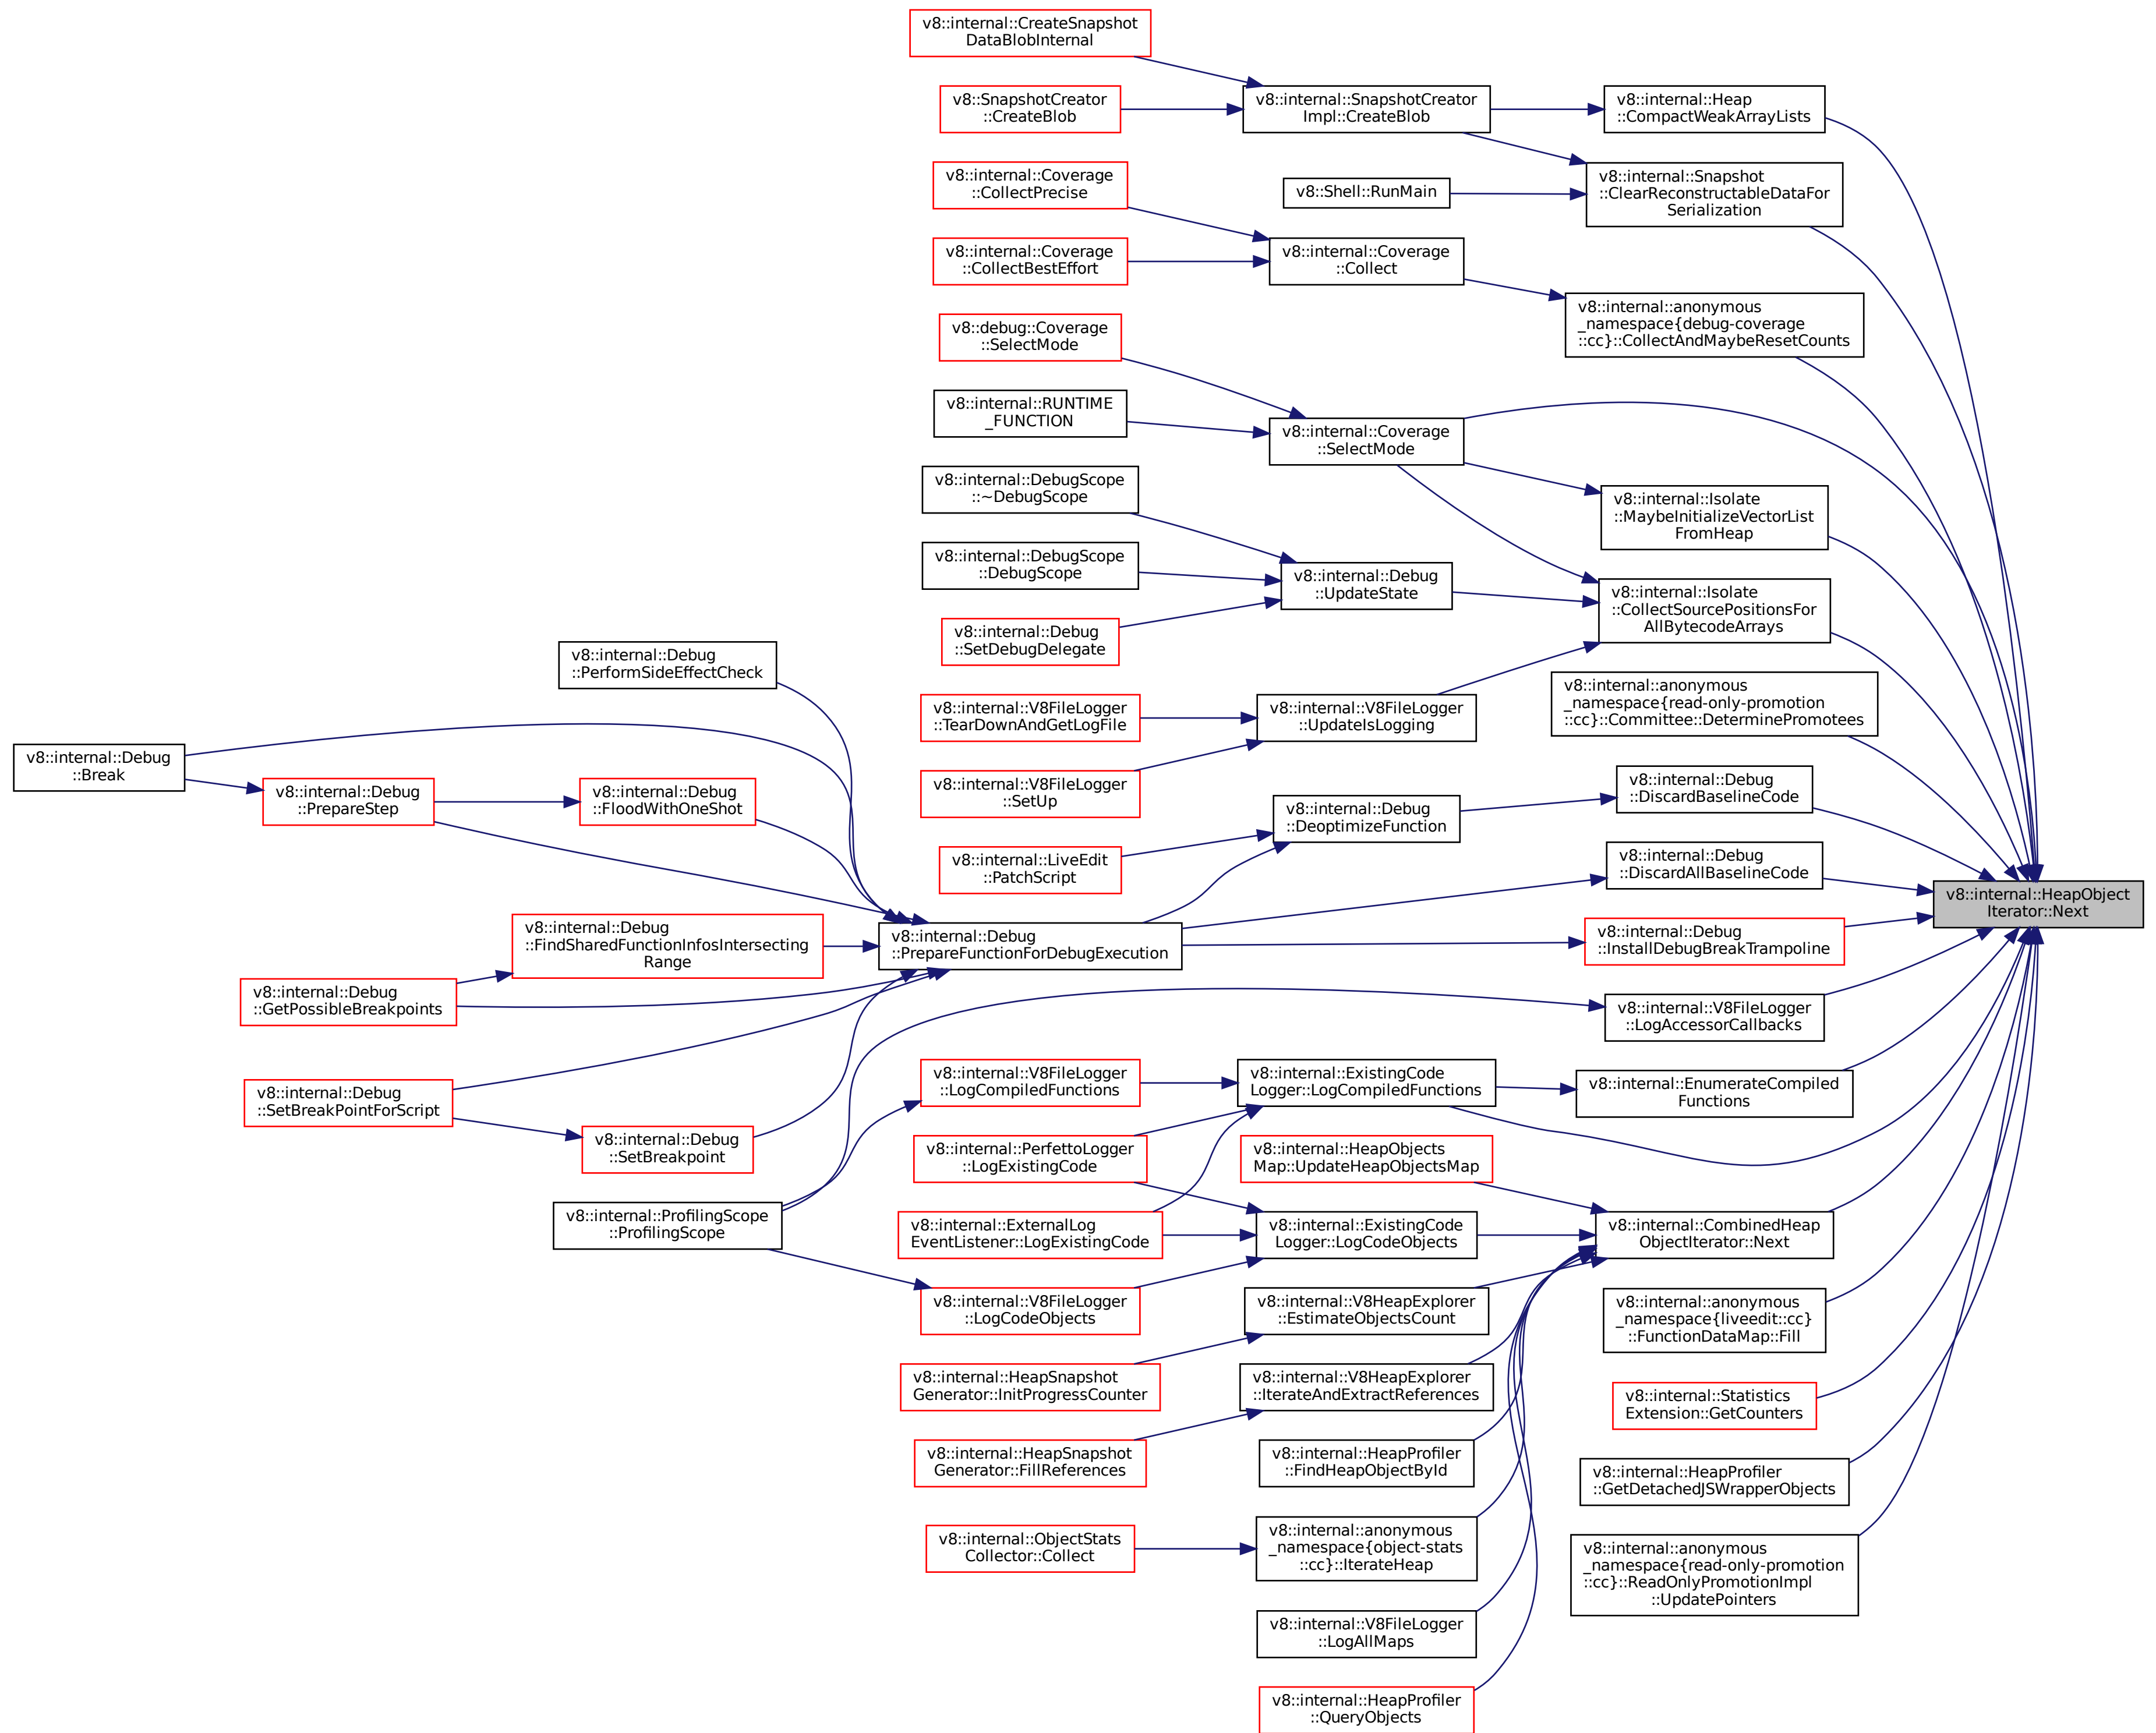 v8::internal::CreateSnapshot
DataBlobInternal
v8::SnapshotCreator
::CreateBlob
v8::internal::SnapshotCreator
Impl::CreateBlob
v8::internal::Heap
::CompactWeakArrayLists
v8::internal::Coverage
::CollectPrecise
v8::Shell::RunMain
v8::internal::Snapshot
::ClearReconstructableDataFor
Serialization
v8::internal::Coverage
::CollectBestEffort
v8::internal::Coverage
::Collect
v8::internal::anonymous
_namespace{debug-coverage
::cc}::CollectAndMaybeResetCounts
v8::debug::Coverage
::SelectMode
v8::internal::RUNTIME
_FUNCTION
v8::internal::Coverage
::SelectMode
v8::internal::DebugScope
::~DebugScope
v8::internal::Isolate
::MaybeInitializeVectorList
FromHeap
v8::internal::DebugScope
::DebugScope
v8::internal::Debug
::UpdateState
v8::internal::Isolate
::CollectSourcePositionsFor
AllBytecodeArrays
v8::internal::Debug
::SetDebugDelegate
v8::internal::Debug
::PerformSideEffectCheck
v8::internal::anonymous
_namespace{read-only-promotion
::cc}::Committee::DeterminePromotees
v8::internal::V8FileLogger
::TearDownAndGetLogFile
v8::internal::V8FileLogger
::UpdateIsLogging
v8::internal::Debug
::Break
v8::internal::Debug
::PrepareStep
v8::internal::Debug
::FloodWithOneShot
v8::internal::V8FileLogger
::SetUp
v8::internal::Debug
::DeoptimizeFunction
v8::internal::Debug
::DiscardBaselineCode
v8::internal::LiveEdit
::PatchScript
v8::internal::Debug
::DiscardAllBaselineCode
v8::internal::HeapObject
Iterator::Next
v8::internal::Debug
::FindSharedFunctionInfosIntersecting
Range
v8::internal::Debug
::PrepareFunctionForDebugExecution
v8::internal::Debug
::InstallDebugBreakTrampoline
v8::internal::Debug
::GetPossibleBreakpoints
v8::internal::V8FileLogger
::LogAccessorCallbacks
v8::internal::Debug
::SetBreakPointForScript
v8::internal::V8FileLogger
::LogCompiledFunctions
v8::internal::ExistingCode
Logger::LogCompiledFunctions
v8::internal::EnumerateCompiled
Functions
v8::internal::Debug
::SetBreakpoint
v8::internal::PerfettoLogger
::LogExistingCode
v8::internal::HeapObjects
Map::UpdateHeapObjectsMap
v8::internal::ProfilingScope
::ProfilingScope
v8::internal::ExternalLog
EventListener::LogExistingCode
v8::internal::ExistingCode
Logger::LogCodeObjects
v8::internal::CombinedHeap
ObjectIterator::Next
v8::internal::V8FileLogger
::LogCodeObjects
v8::internal::V8HeapExplorer
::EstimateObjectsCount
v8::internal::anonymous
_namespace{liveedit::cc}
::FunctionDataMap::Fill
v8::internal::HeapSnapshot
Generator::InitProgressCounter
v8::internal::V8HeapExplorer
::IterateAndExtractReferences
v8::internal::Statistics
Extension::GetCounters
v8::internal::HeapSnapshot
Generator::FillReferences
v8::internal::HeapProfiler
::FindHeapObjectById
v8::internal::HeapProfiler
::GetDetachedJSWrapperObjects
v8::internal::ObjectStats
Collector::Collect
v8::internal::anonymous
_namespace{object-stats
::cc}::IterateHeap
v8::internal::anonymous
_namespace{read-only-promotion
::cc}::ReadOnlyPromotionImpl
::UpdatePointers
v8::internal::V8FileLogger
::LogAllMaps
v8::internal::HeapProfiler
::QueryObjects